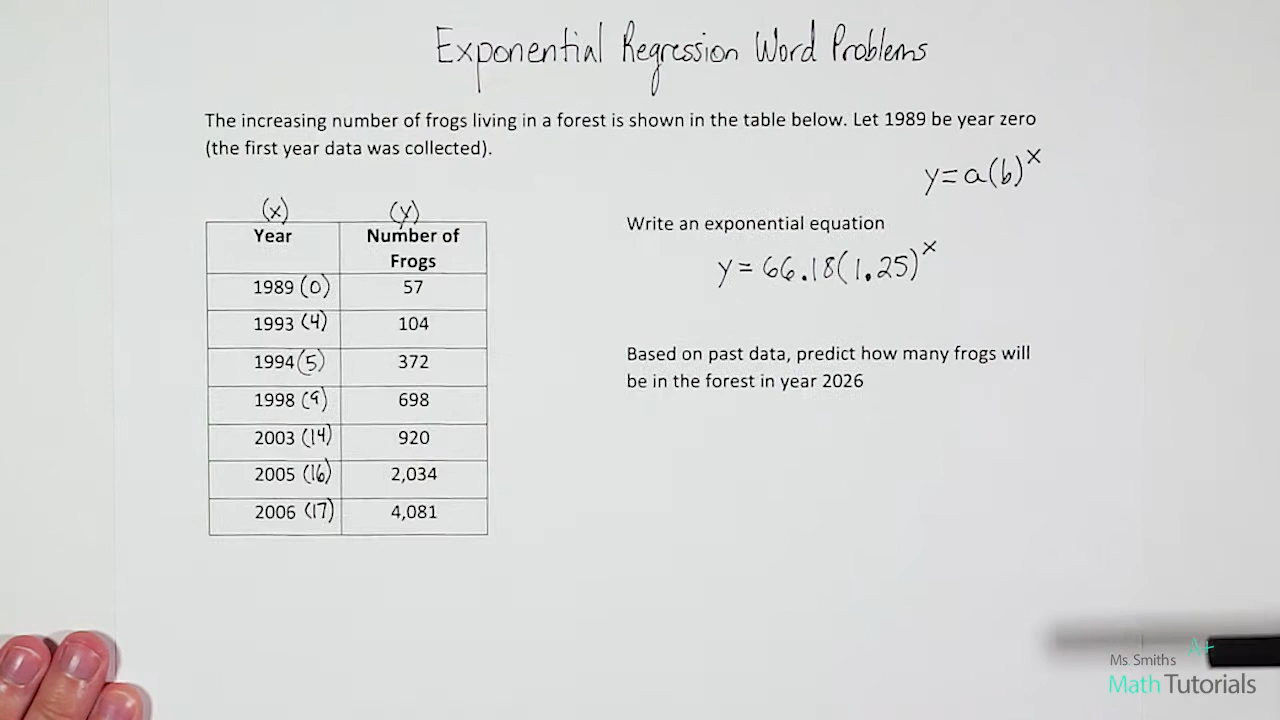 Exponential Regression Word Problems
The increasing number of frogs living in a forest is shown in the table below. Let 1989 be year zero
(the first year data was collected).
y=a(b)^x
(x) (y)
Year Number of
Frogs
1989 (0) 57
1993 (4) 104
1994 (5) 372
1998 (9) 698
2003 (14) 920
2005 (16) 2,034
2006 (17) 4,081
Write an exponential equation
y = 66.18(1.25)^x
Based on past data, predict how many frogs will
be in the forest in year 2026
A+
Ms. Smiths
Math Tutorials